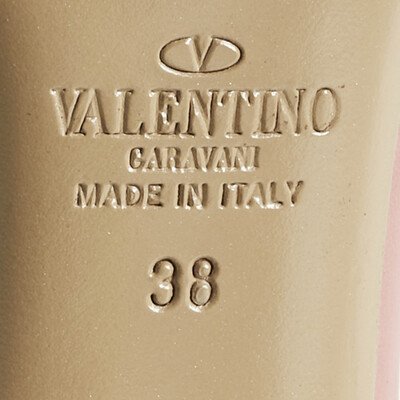 V
VALENTINO
GARAVANI
MADE IN ITALY
38